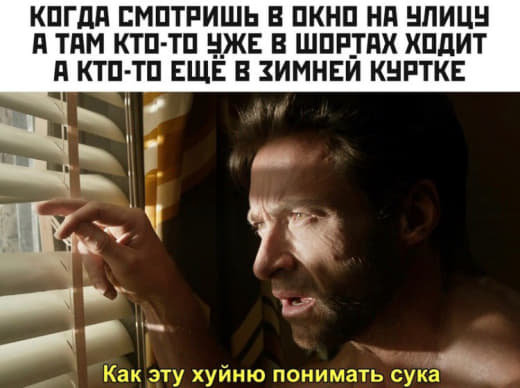 КОГДА СМОТРИШЬ В ОКНО НА УЛИЦУ
А ТАМ КТО-ТО УЖЕ В ШОРТАХ ХОДИТ
А КТО-ТО ЕЩЁ В ЗИМНЕЙ КУРТКЕ
Как эту хуйню понимать сука